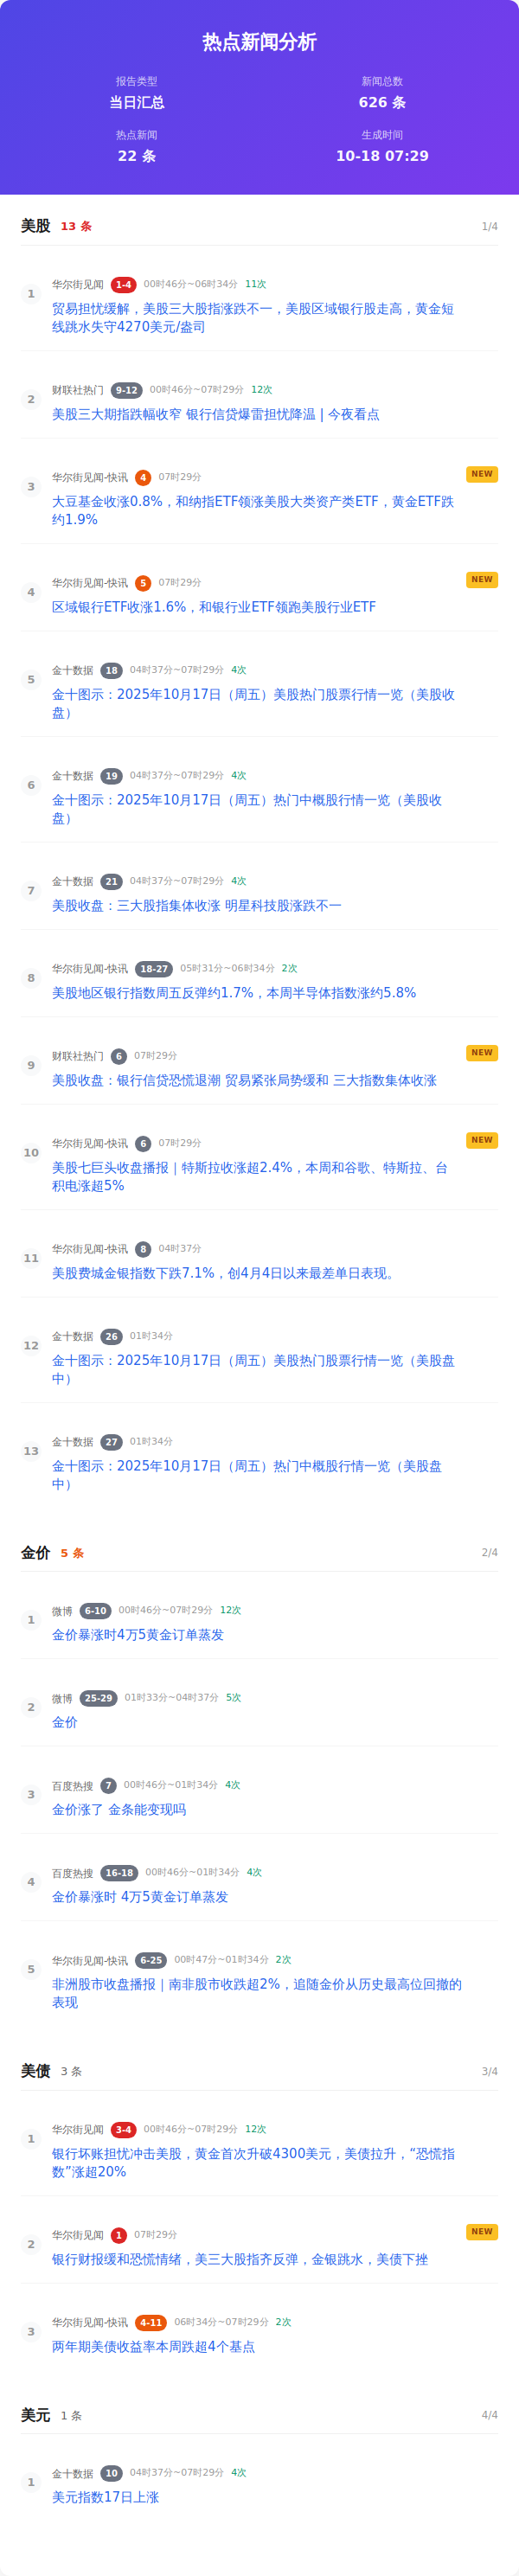 热点新闻分析
报告类型
新闻总数
当日汇总
626 条
热点新闻
生成时间
22 条
10-18 07:29
美股 13 条 1/4
1 华尔街见闻 1-4 00时46分~06时34分 11次
贸易担忧缓解，美股三大股指涨跌不一，美股区域银行股走高，黄金短
线跳水失守4270美元/盎司
2 财联社热门 9-12 00时46分~07时29分 12次
美股三大期指跌幅收窄 银行信贷爆雷担忧降温 | 今夜看点
3 华尔街见闻-快讯 4 07时29分 NEW
大豆基金收涨0.8%，和纳指ETF领涨美股大类资产类ETF，黄金ETF跌
约1.9%
4 华尔街见闻-快讯 5 07时29分 NEW
区域银行ETF收涨1.6%，和银行业ETF领跑美股行业ETF
5 金十数据 18 04时37分~07时29分 4次
金十图示：2025年10月17日（周五）美股热门股票行情一览（美股收
盘）
6 金十数据 19 04时37分~07时29分 4次
金十图示：2025年10月17日（周五）热门中概股行情一览（美股收
盘）
7 金十数据 21 04时37分~07时29分 4次
美股收盘：三大股指集体收涨 明星科技股涨跌不一
8 华尔街见闻-快讯 18-27 05时31分~06时34分 2次
美股地区银行指数周五反弹约1.7%，本周半导体指数涨约5.8%
9 财联社热门 6 07时29分 NEW
美股收盘：银行信贷恐慌退潮 贸易紧张局势缓和 三大指数集体收涨
10 华尔街见闻-快讯 6 07时29分 NEW
美股七巨头收盘播报｜特斯拉收涨超2.4%，本周和谷歌、特斯拉、台
积电涨超5%
11 华尔街见闻-快讯 8 04时37分
美股费城金银指数下跌7.1%，创4月4日以来最差单日表现。
12 金十数据 26 01时34分
金十图示：2025年10月17日（周五）美股热门股票行情一览（美股盘
中）
13 金十数据 27 01时34分
金十图示：2025年10月17日（周五）热门中概股行情一览（美股盘
中）
金价 5 条 2/4
1 微博 6-10 00时46分~07时29分 12次
金价暴涨时4万5黄金订单蒸发
2 微博 25-29 01时33分~04时37分 5次
金价
3 百度热搜 7 00时46分~01时34分 4次
金价涨了 金条能变现吗
4 百度热搜 16-18 00时46分~01时34分 4次
金价暴涨时 4万5黄金订单蒸发
5 华尔街见闻-快讯 6-25 00时47分~01时34分 2次
非洲股市收盘播报｜南非股市收跌超2%，追随金价从历史最高位回撤的
表现
美债 3 条 3/4
1 华尔街见闻 3-4 00时46分~07时29分 12次
银行坏账担忧冲击美股，黄金首次升破4300美元，美债拉升，“恐慌指
数”涨超20%
2 华尔街见闻 1 07时29分 NEW
银行财报缓和恐慌情绪，美三大股指齐反弹，金银跳水，美债下挫
3 华尔街见闻-快讯 4-11 06时34分~07时29分 2次
两年期美债收益率本周跌超4个基点
美元 1 条 4/4
1 金十数据 10 04时37分~07时29分 4次
美元指数17日上涨